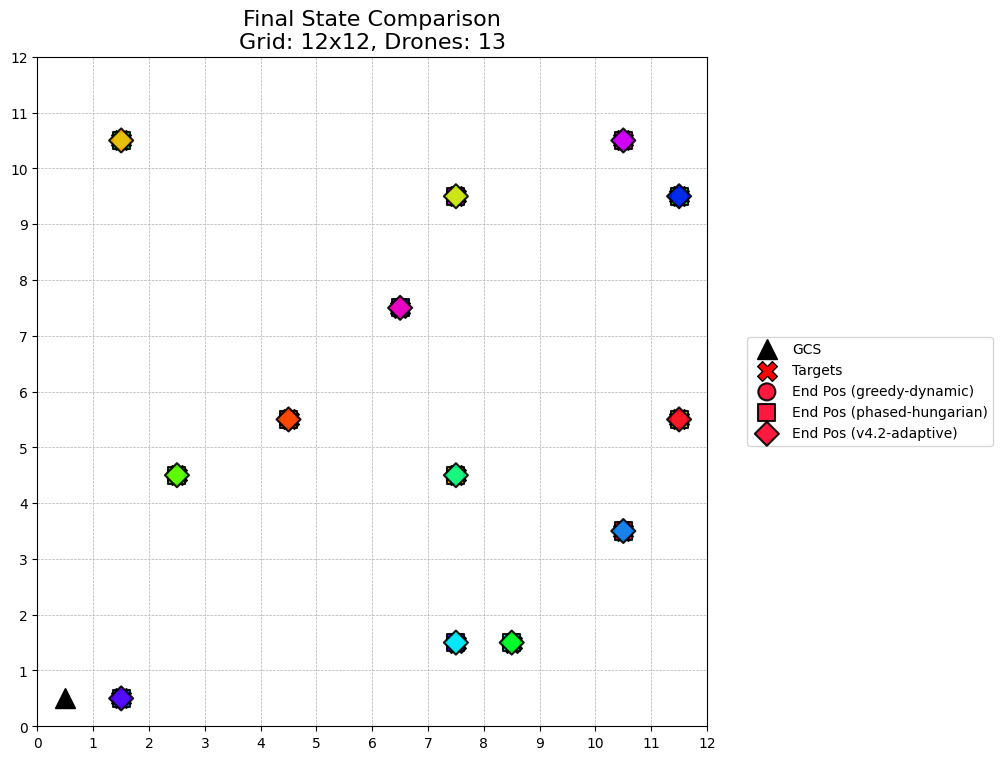 Final State Comparison
Grid: 12x12, Drones: 13
12
11
10
9
8
7
6
5
4
3
2
1
0
0 1 2 3 4 5 6 7 8 9 10 11 12
GCS
Targets
End Pos (greedy-dynamic)
End Pos (phased-hungarian)
End Pos (v4.2-adaptive)